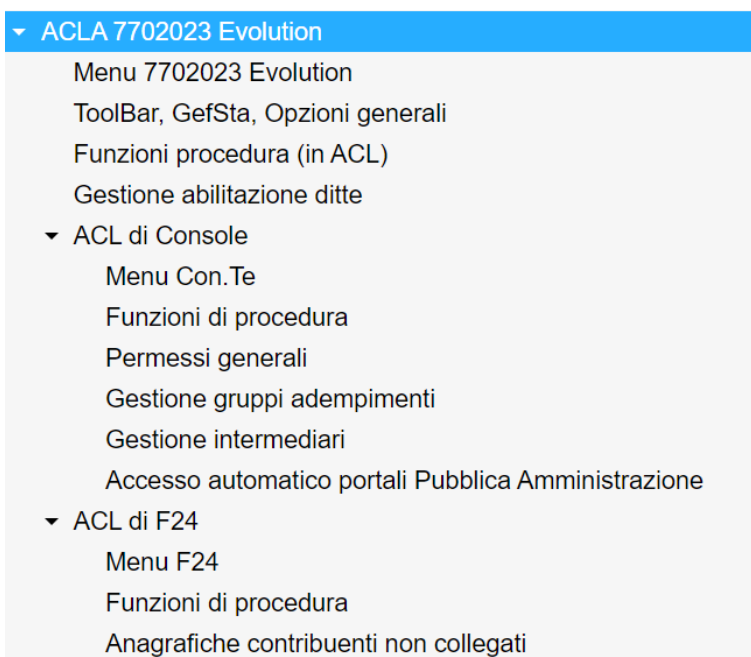 ACLA 7702023 Evolution
Menu 7702023 Evolution
ToolBar, GefSta, Opzioni generali
Funzioni procedura (in ACL)
Gestione abilitazione ditte
ACL di Console
Menu Con.Te
Funzioni di procedura
Permessi generali
Gestione gruppi adempimenti
Gestione intermediari
Accesso automatico portali Pubblica Amministrazione
ACL di F24
Menu F24
Funzioni di procedura
Anagrafiche contribuenti non collegati